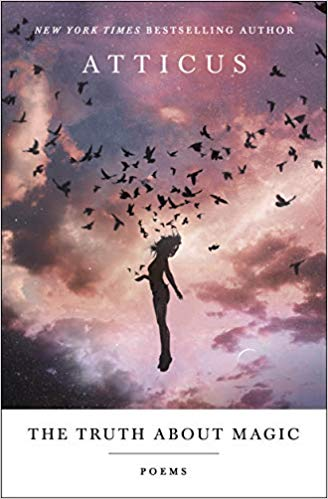 NEW YORK TIMES BESTSELLING AUTHOR
ATTICUS
THE TRUTH ABOUT MAGIC
POEMS